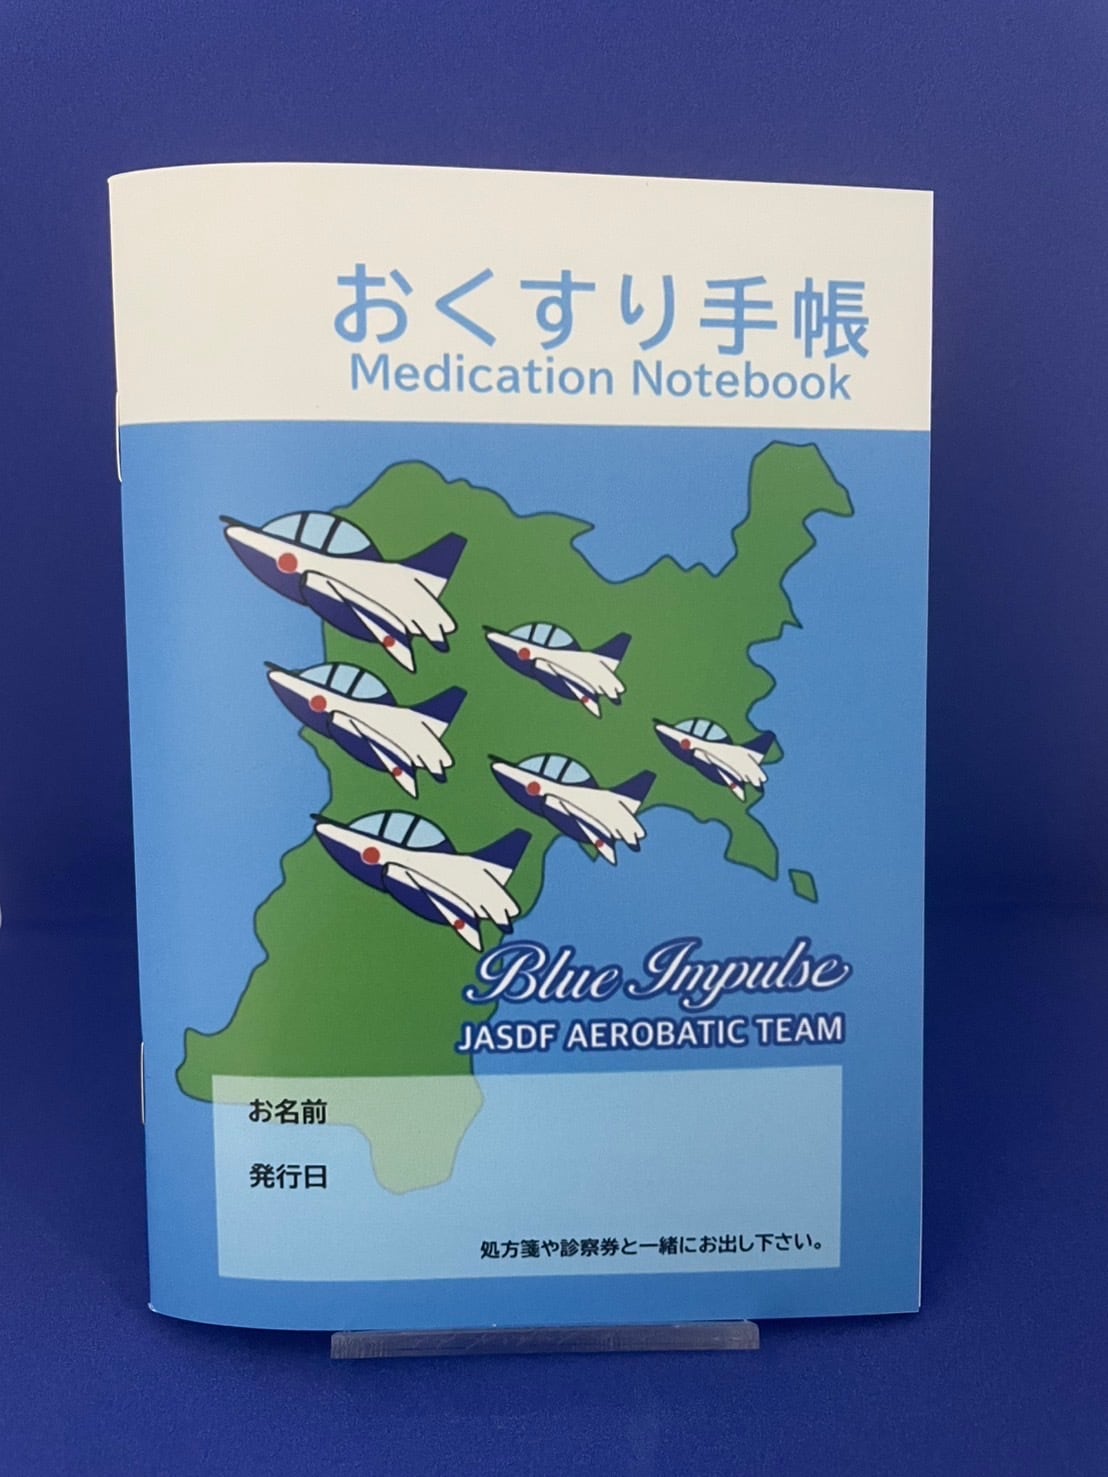 おくすり手帳
Medication Notebook
Blue Impulse
JASDF AEROBATIC TEAM
お名前
発行日
処方箋や診察券と一緒にお出し下さい。